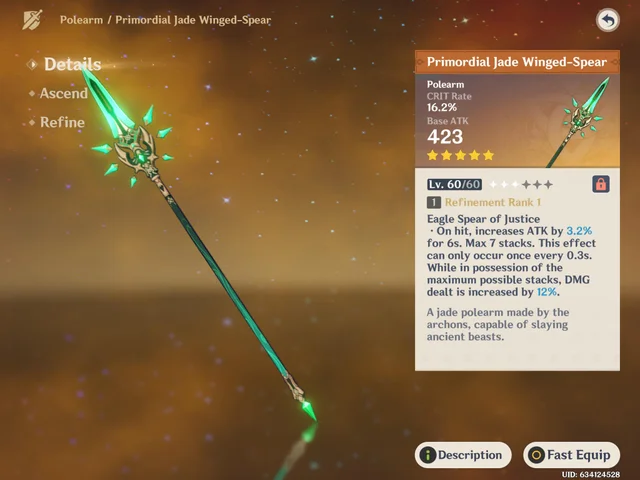 Polearm / Primordial Jade Winged-Spear
Details
Ascend
Refine
Primordial Jade Winged-Spear
Polearm
CRIT Rate
16.2%
Base ATK
423
Lv. 60/60
1 Refinement Rank 1
Eagle Spear of Justice
· On hit, increases ATK by 3.2%
for 6s. Max 7 stacks. This effect
can only occur once every 0.3s.
While in possession of the
maximum possible stacks, DMG
dealt is increased by 12%.
A jade polearm made by the
archons, capable of slaying
ancient beasts.
Description
Fast Equip
UID: 634124528